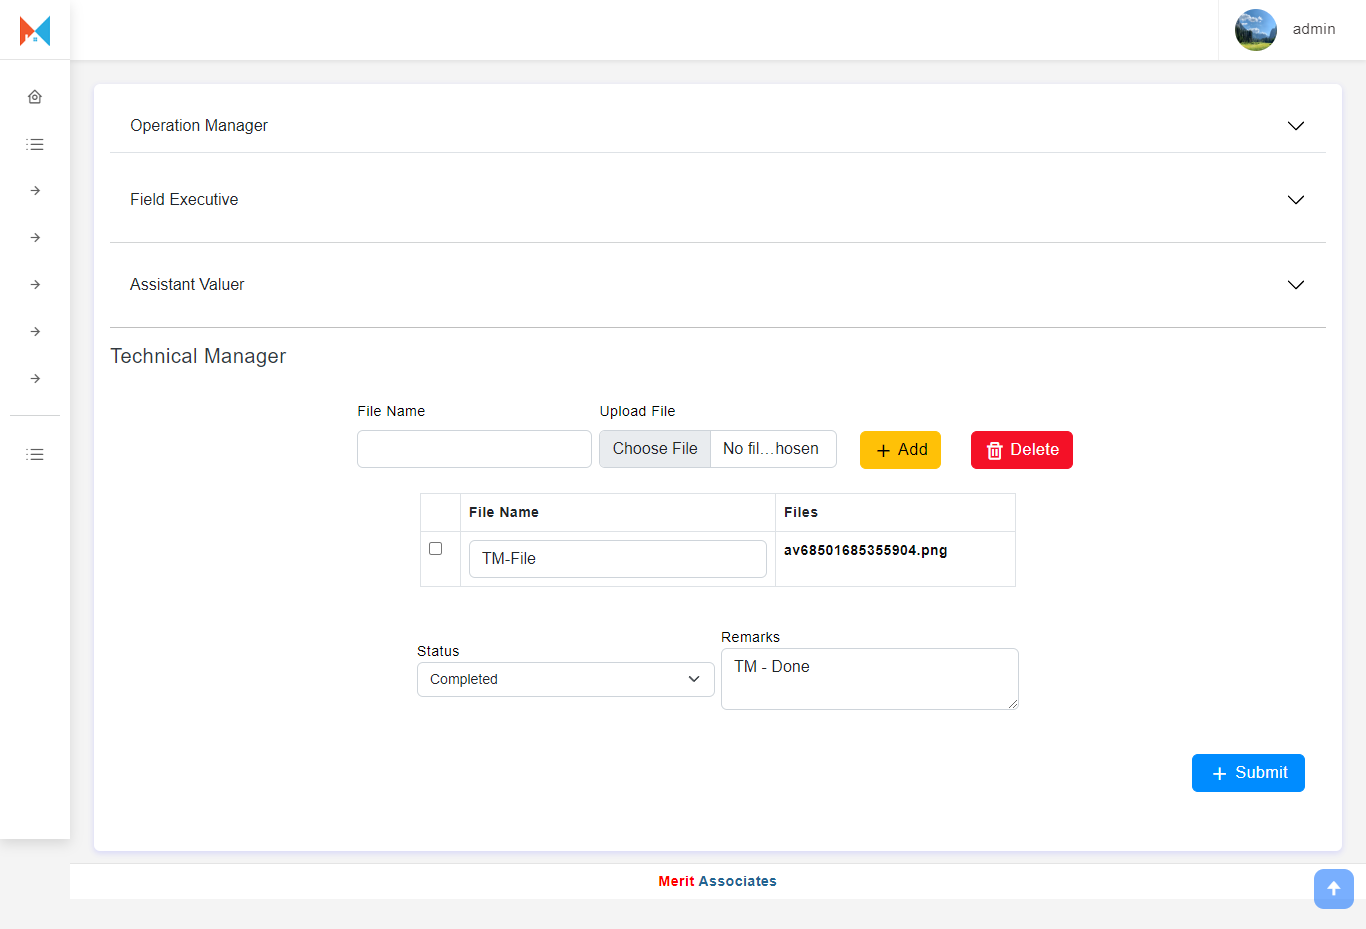 admin
Operation Manager
Field Executive
Assistant Valuer
Technical Manager
File Name Upload File
Choose File No fil...hosen + Add Delete
File Name Files
TM-File av68501685355904.png
Remarks
Status
TM - Done
Completed
+ Submit
Merit Associates